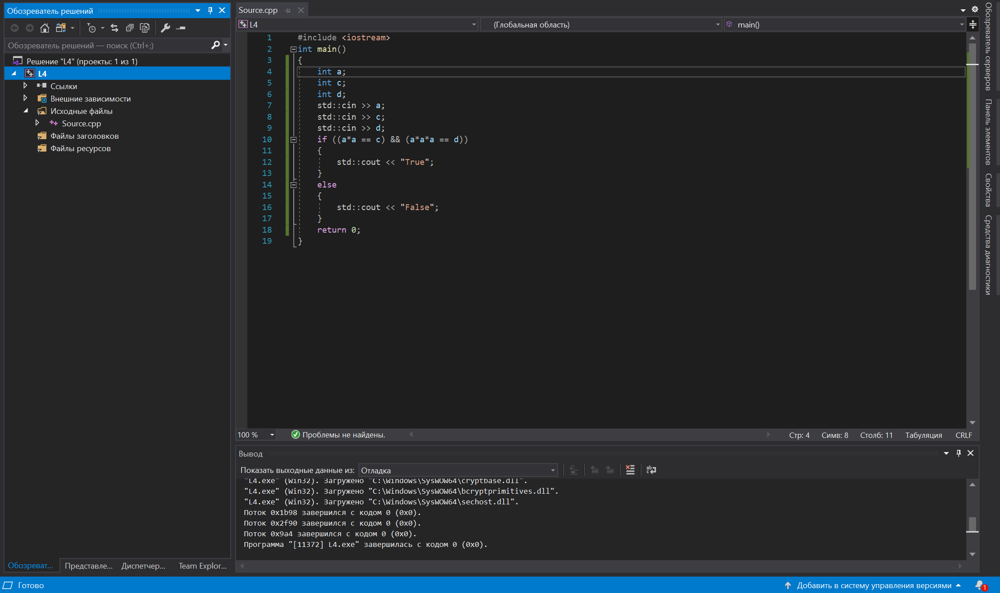 Обозреватель решений
Обозреватель решений — поиск (Ctrl+;)
Решение "L4" (проекты: 1 из 1)
L4
Ссылки
Внешние зависимости
Исходные файлы
Source.cpp
Файлы заголовков
Файлы ресурсов
Обозреват...
Представле...
Диспетчер...
Team Explor...
Source.cpp
L4
(Глобальная область)
main()
1 #include <iostream>
2 int main()
3 {
4 int a;
5 int c;
6 int d;
7 std::cin >> a;
8 std::cin >> c;
9 std::cin >> d;
10 if ((a*a == c) && (a*a*a == d))
11 {
12 std::cout << "True";
13 }
14 else
15 {
16 std::cout << "False";
17 }
18 return 0;
19 }
100 %
Проблемы не найдены.
Стр: 4
Симв: 8
Столб: 11
Табуляция
CRLF
Вывод
Показать выходные данные из: Отладка
"L4.exe" (Win32). Загружено "C:\Windows\SysWOW64\cryptbase.dll".
"L4.exe" (Win32). Загружено "C:\Windows\SysWOW64\bcryptprimitives.dll".
"L4.exe" (Win32). Загружено "C:\Windows\SysWOW64\sechost.dll".
Поток 0x1b98 завершился с кодом 0 (0x0).
Поток 0x2f90 завершился с кодом 0 (0x0).
Поток 0x9a4 завершился с кодом 0 (0x0).
Программа "[11372] L4.exe" завершилась с кодом 0 (0x0).
Обозреватель серверов
Панель элементов
Свойства
Средства диагностики
Готово
Добавить в систему управления версиями
1